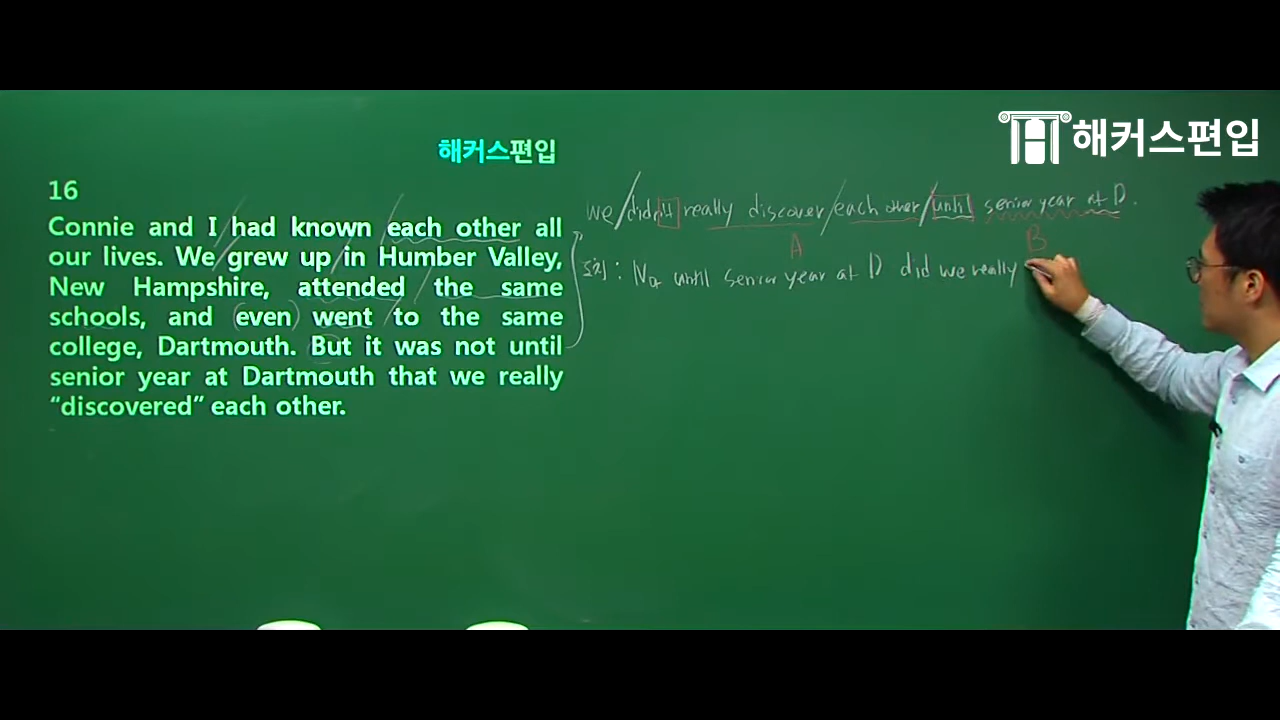 해커스편입
해커스편입
16
Connie and I had known each other all
our lives. We grew up in Humber Valley,
New Hampshire, attended the same
schools, and even went to the same
college, Dartmouth. But it was not until
senior year at Dartmouth that we really
“discovered” each other.
we / didn't really discover / each other / until senior year at D.
A B
도치 : Not until senior year at D did we really